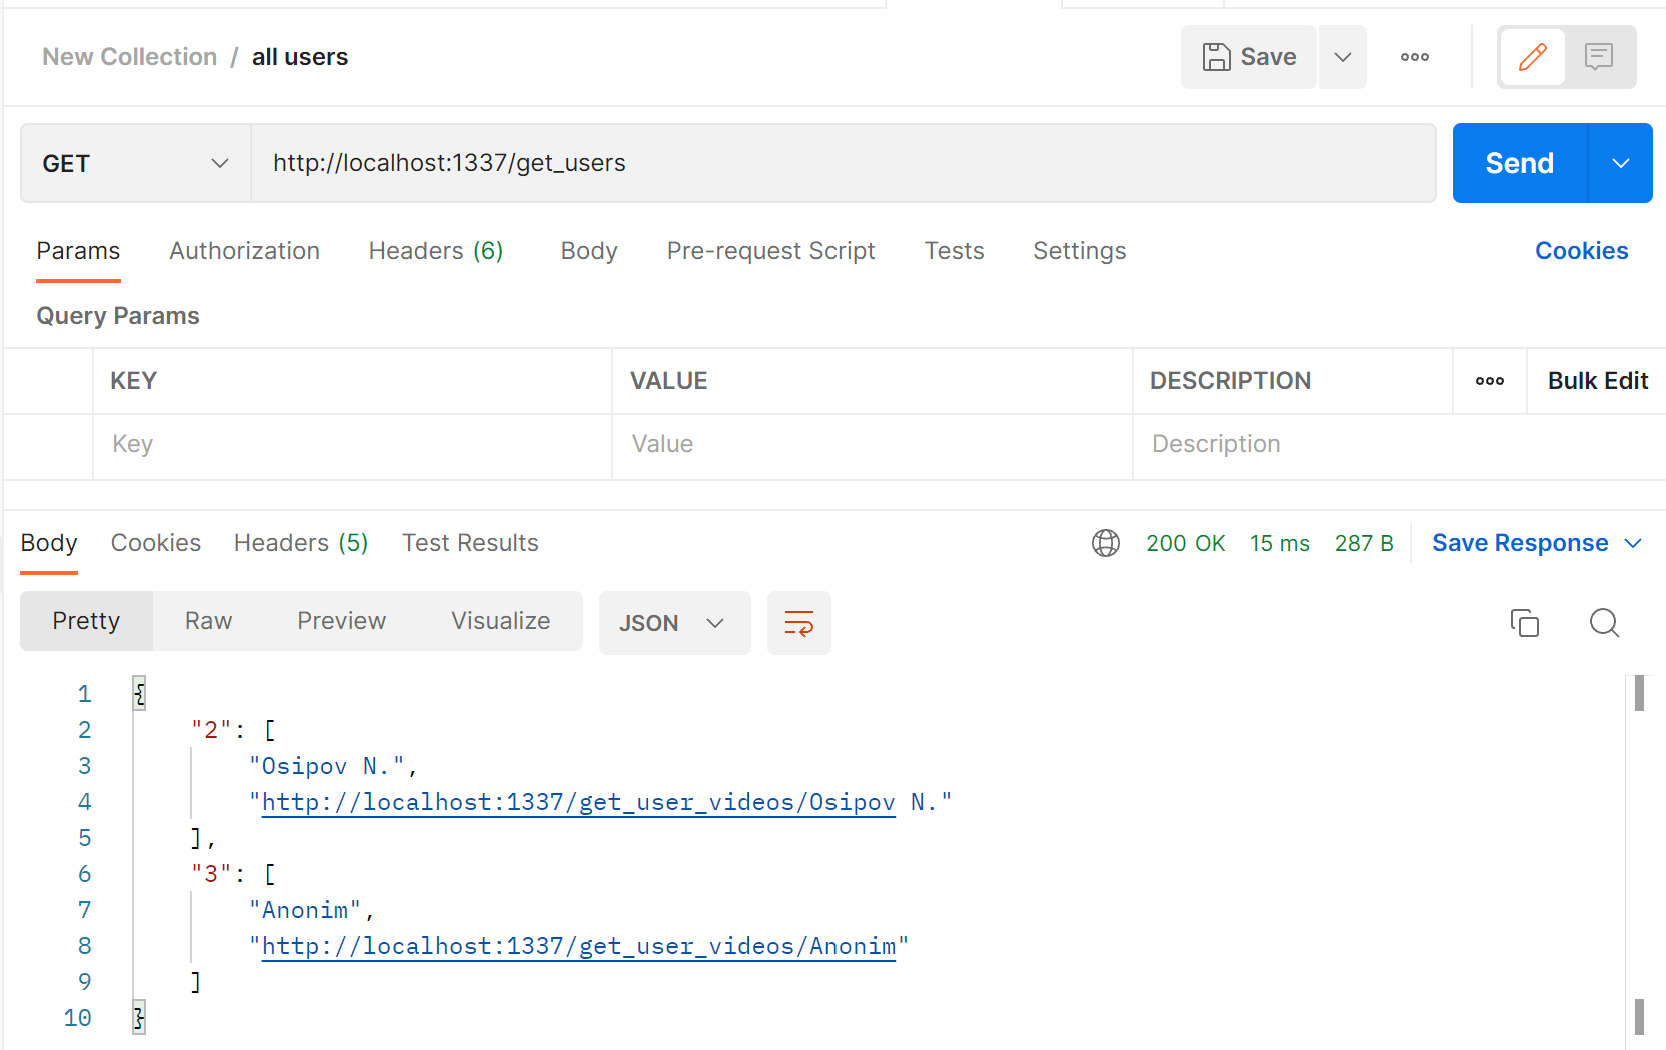 New Collection / all users
Save
GET
http://localhost:1337/get_users
Send
Params Authorization Headers (6) Body Pre-request Script Tests Settings Cookies
Query Params
KEY VALUE DESCRIPTION ooo Bulk Edit
Key Value Description
Body Cookies Headers (5) Test Results 200 OK 15 ms 287 B Save Response
Pretty Raw Preview Visualize JSON
1 {
2 "2": [
3 "Osipov N.",
4 "http://localhost:1337/get_user_videos/Osipov N."
5 ],
6 "3": [
7 "Anonim",
8 "http://localhost:1337/get_user_videos/Anonim"
9 ]
10 }